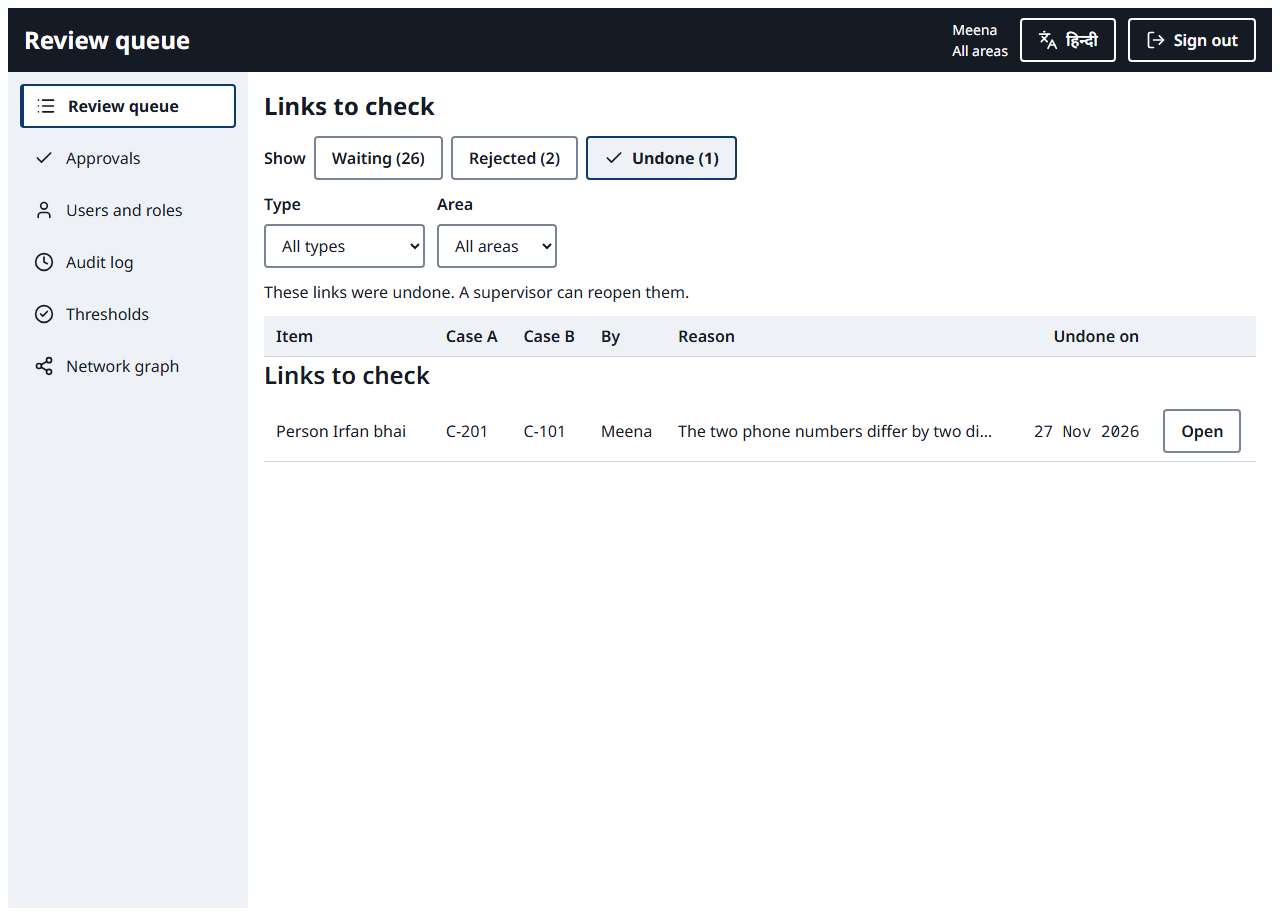 Review queue
Meena
All areas
हिन्दी
Sign out
Review queue
Approvals
Users and roles
Audit log
Thresholds
Network graph
Links to check
Show
Waiting (26)
Rejected (2)
Undone (1)
Type
Area
All types
All areas
These links were undone. A supervisor can reopen them.
Item Case A Case B By Reason Undone on
Links to check
Person Irfan bhai C-201 C-101 Meena The two phone numbers differ by two di... 27 Nov 2026 Open